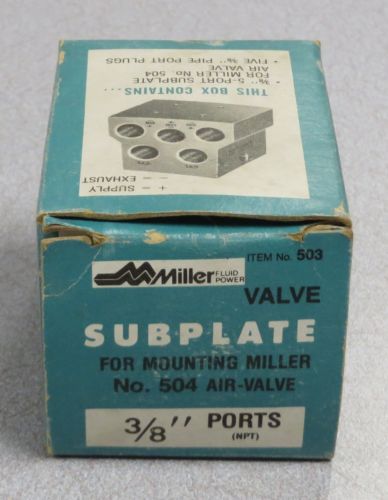 THIS BOX CONTAINS...
• 3/8" 5-PORT SUBPLATE
FOR MILLER No. 504
AIR VALVE
• FIVE 3/8" PIPE PORT PLUGS
+ = SUPPLY
- = EXHAUST
Miller FLUID POWER
ITEM No. 503
VALVE
SUBPLATE
FOR MOUNTING MILLER
No. 504 AIR-VALVE
3/8" PORTS
(NPT)